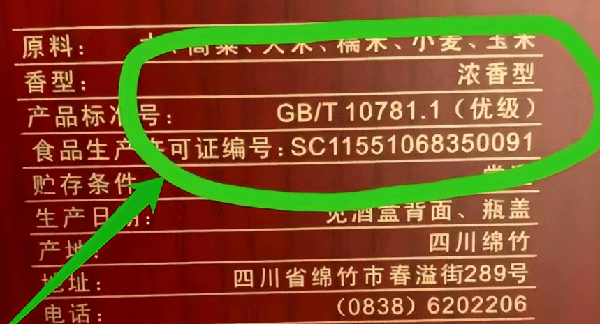 原料： 水、高粱、大米、糯米、小麦、玉米
香型： 浓香型
产品标准号： GB/T 10781.1（优级）
食品生产许可证编号：SC11551068350091
贮存条件
生产日期： 见酒盒背面、瓶盖
产地： 四川绵竹
地址： 四川省绵竹市春溢街289号
电话： （0838）6202206